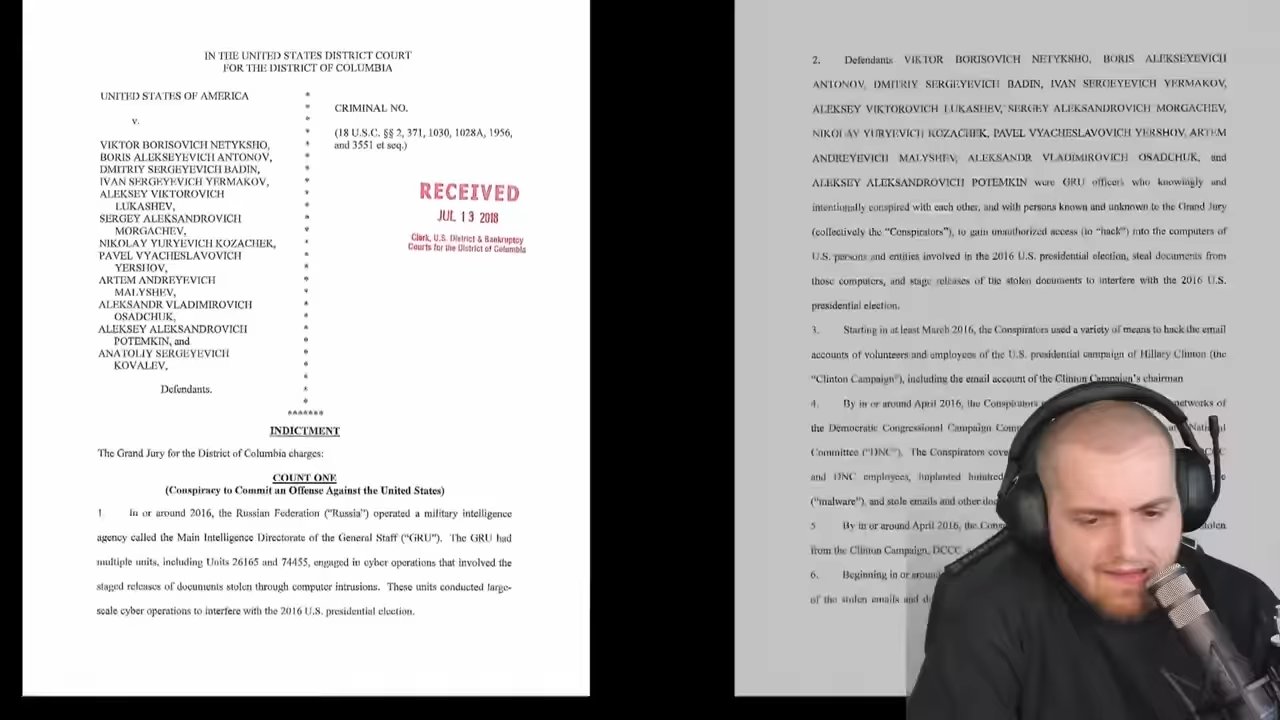 IN THE UNITED STATES DISTRICT COURT
FOR THE DISTRICT OF COLUMBIA
UNITED STATES OF AMERICA
v.
VIKTOR BORISOVICH NETYKSHO,
BORIS ALEKSEYEVICH ANTONOV,
DMITRIY SERGEYEVICH BADIN,
IVAN SERGEYEVICH YERMAKOV,
ALEKSEY VIKTOROVICH
LUKASHEV,
SERGEY ALEKSANDROVICH
MORGACHEV,
NIKOLAY YURYEVICH KOZACHEK,
PAVEL VYACHESLAVOVICH
YERSHOV,
ARTEM ANDREYEVICH
MALYSHEV,
ALEKSANDR VLADIMIROVICH
OSADCHUK,
ALEKSEY ALEKSANDROVICH
POTEMKIN, and
ANATOLIY SERGEYEVICH
KOVALEV,
Defendants.
CRIMINAL NO.
(18 U.S.C. §§ 2, 371, 1030, 1028A, 1956,
and 3551 et seq.)
RECEIVED
JUL 13 2018
Clerk, U.S. District & Bankruptcy
Courts for the District of Columbia
*******
INDICTMENT
The Grand Jury for the District of Columbia charges:
COUNT ONE
(Conspiracy to Commit an Offense Against the United States)
1. In or around 2016, the Russian Federation (“Russia”) operated a military intelligence
agency called the Main Intelligence Directorate of the General Staff (“GRU”). The GRU had
multiple units, including Units 26165 and 74455, engaged in cyber operations that involved the
staged releases of documents stolen through computer intrusions. These units conducted large-
scale cyber operations to interfere with the 2016 U.S. presidential election.
2. Defendants VIKTOR BORISOVICH NETYKSHO, BORIS ALEKSEYEVICH
ANTONOV, DMITRIY SERGEYEVICH BADIN, IVAN SERGEYEVICH YERMAKOV,
ALEKSEY VIKTOROVICH LUKASHEV, SERGEY ALEKSANDROVICH MORGACHEV,
NIKOLAY YURYEVICH KOZACHEK, PAVEL VYACHESLAVOVICH YERSHOV, ARTEM
ANDREYEVICH MALYSHEV, ALEKSANDR VLADIMIROVICH OSADCHUK, and
ALEKSEY ALEKSANDROVICH POTEMKIN were GRU officers who knowingly and
intentionally conspired with each other, and with persons known and unknown to the Grand Jury
(collectively the “Conspirators”), to gain unauthorized access (to “hack”) into the computers of
U.S. persons and entities involved in the 2016 U.S. presidential election, steal documents from
those computers, and stage releases of the stolen documents to interfere with the 2016 U.S.
presidential election.
3. Starting in at least March 2016, the Conspirators used a variety of means to hack the email
accounts of volunteers and employees of the U.S. presidential campaign of Hillary Clinton (the
“Clinton Campaign”), including the email account of the Clinton Campaign’s chairman
4. By in or around April 2016, the Conspirators networks of
the Democratic Congressional Campaign
Committee (“DNC”). The Conspirators
and DNC employees, implanted
(“malware”), and stole emails and other
5 By in or around April 2016, the
from the Clinton Campaign, DCCC,
6. Beginning in or around
of the stolen emails and